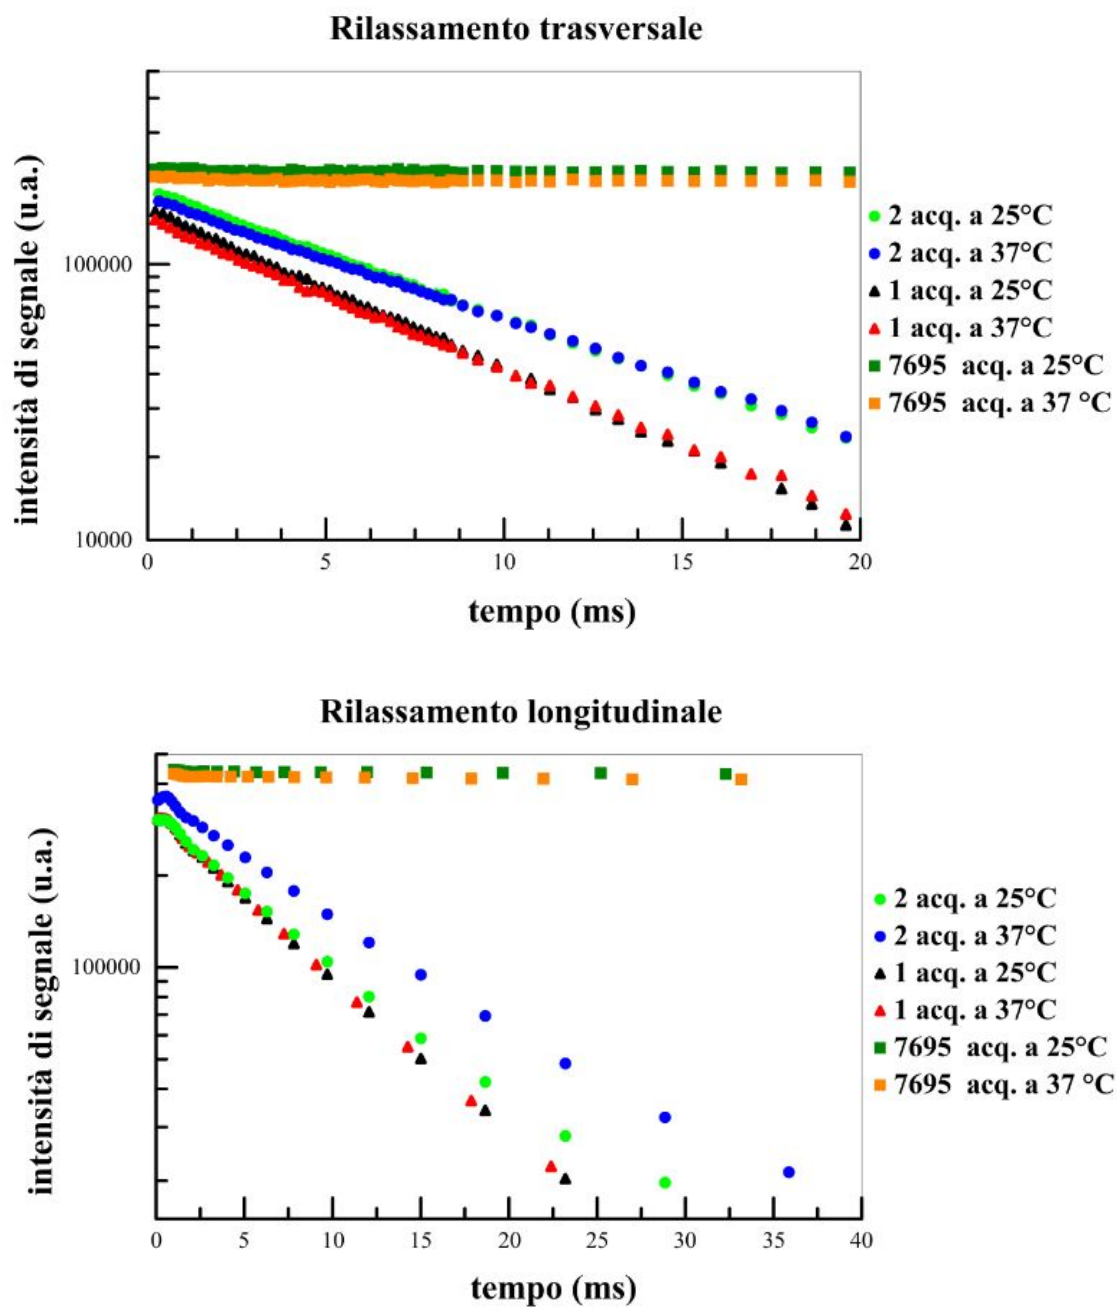 Rilassamento trasversale
intensità di segnale (u.a.)
100000
10000
0 5 10 15 20
tempo (ms)
2 acq. a 25°C
2 acq. a 37°C
1 acq. a 25°C
1 acq. a 37°C
7695 acq. a 25°C
7695 acq. a 37 °C
Rilassamento longitudinale
intensità di segnale (u.a.)
100000
0 5 10 15 20 25 30 35 40
tempo (ms)
2 acq. a 25°C
2 acq. a 37°C
1 acq. a 25°C
1 acq. a 37°C
7695 acq. a 25°C
7695 acq. a 37 °C